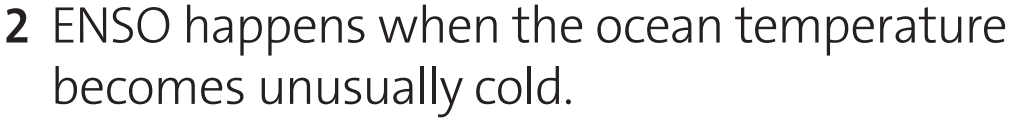 2 ENSO happens when the ocean temperature
becomes unusually cold.